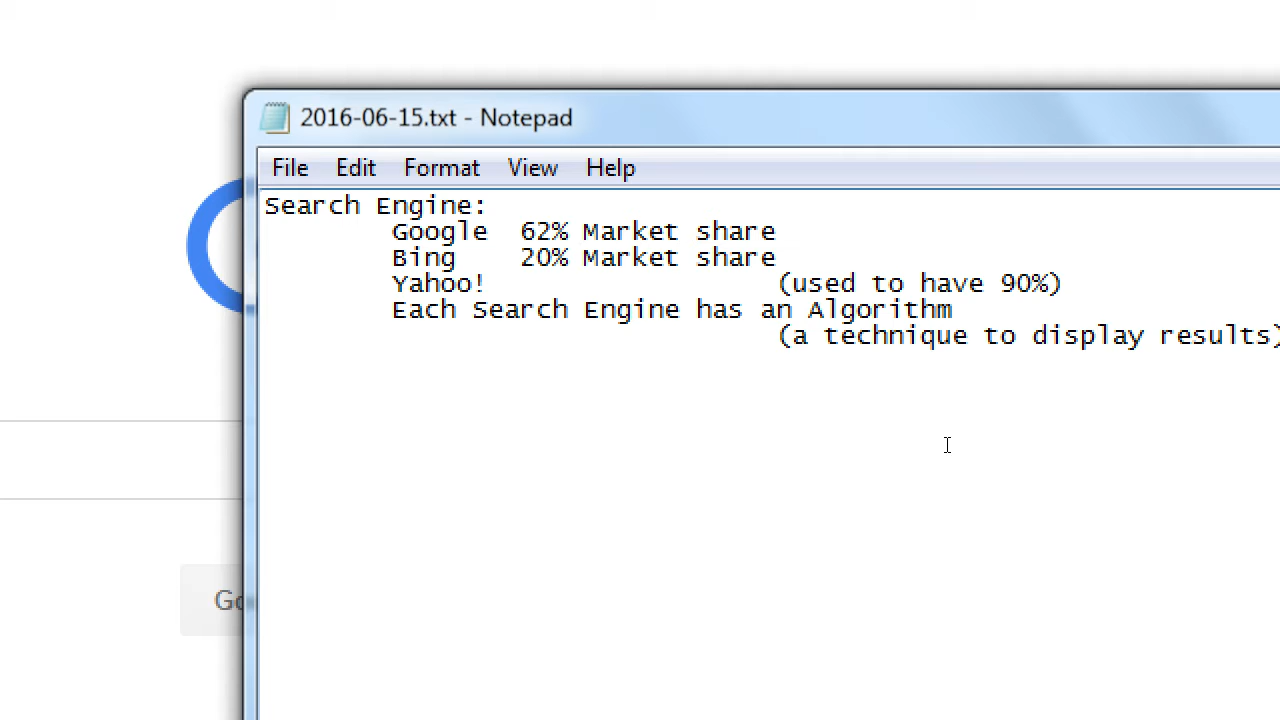 2016-06-15.txt - Notepad
File Edit Format View Help
Search Engine:
Google 62% Market share
Bing 20% Market share
Yahoo! (used to have 90%)
Each Search Engine has an Algorithm
(a technique to display results)